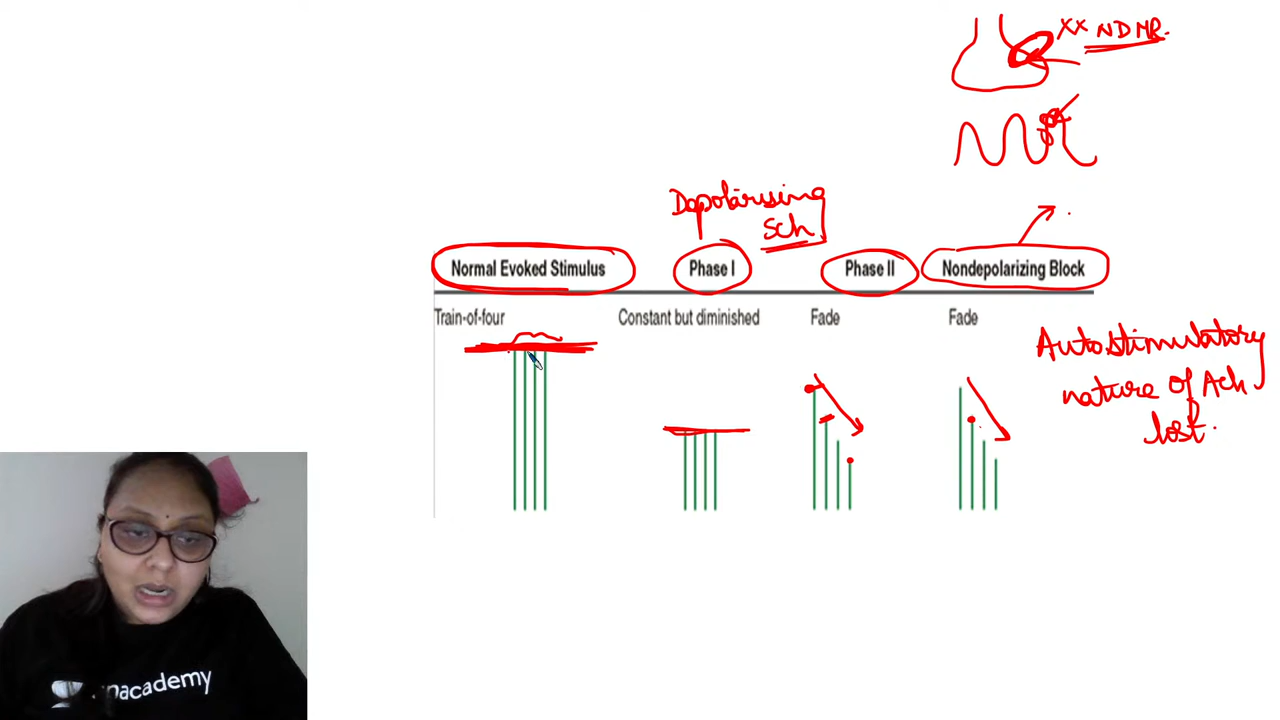 XX NDMR.
Depolarising
Sch
Normal Evoked Stimulus Phase I Phase II Nondepolarizing Block
Train-of-four Constant but diminished Fade Fade
Autostimulatory
nature of Ach
lost.
unacademy